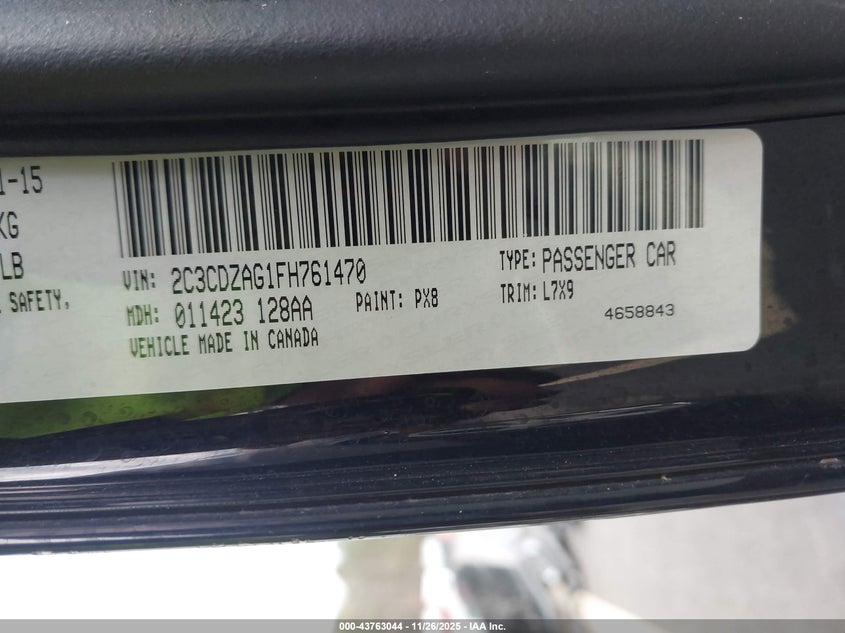 1-15
KG
LB
SAFETY,
VIN: 2C3CDZAG1FH761470
TYPE: PASSENGER CAR
MDH: 011423 128AA
PAINT: PX8
TRIM: L7X9
VEHICLE MADE IN CANADA
4658843
000-43763044 - 11/26/2025 - IAA Inc.